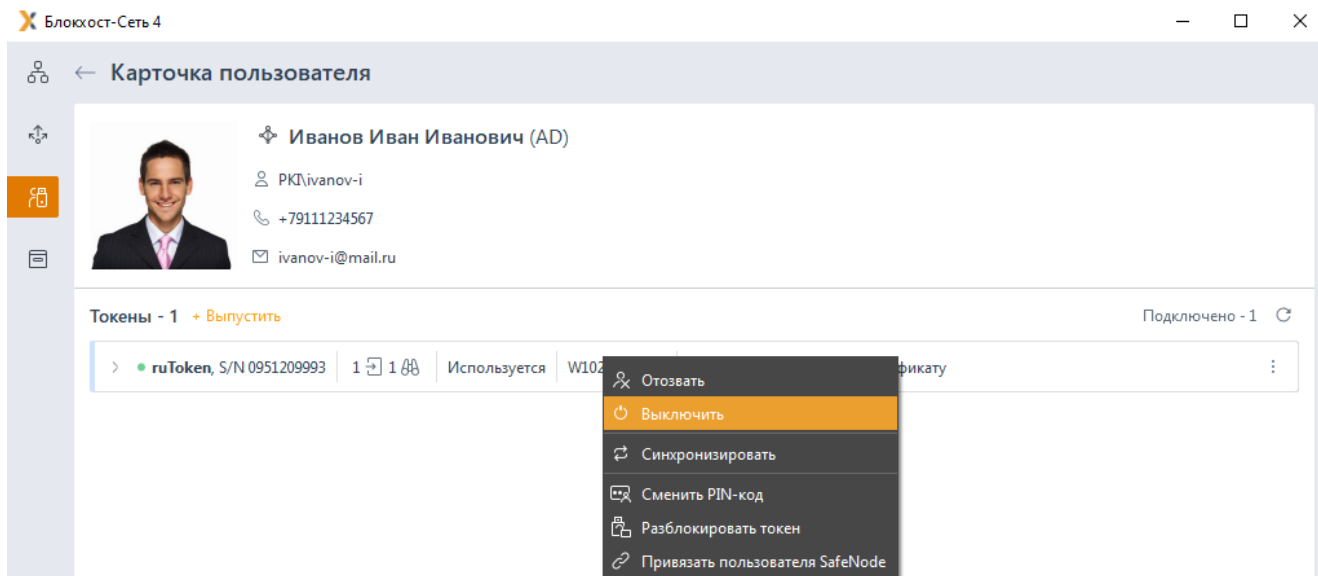 Блокхост-Сеть 4
← Карточка пользователя
Иванов Иван Иванович (AD)
PKI\ivanov-i
+79111234567
ivanov-i@mail.ru
Токены - 1 + Выпустить Подключено - 1
ruToken, S/N 0951209993 1 1 Используется W102 фикату
Отозвать
Выключить
Синхронизировать
Сменить PIN-код
Разблокировать токен
Привязать пользователя SafeNode